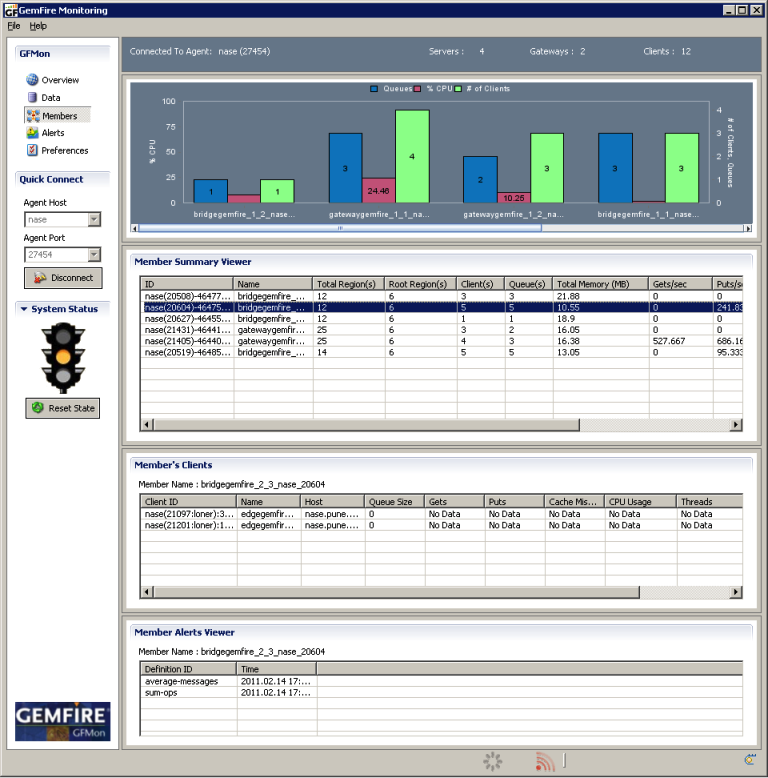 GemFire Monitoring
File Help
GFMon
Overview
Data
Members
Alerts
Preferences
Quick Connect
Agent Host
nase
Agent Port
27454
Disconnect
System Status
Reset State
GEMFIRE
GFMon
Connected To Agent: nase (27454) Servers : 4 Gateways : 2 Clients : 12
Queues % CPU # of Clients
% CPU
100
75
50
25
0
1 1
3 24.46 4
2 10.25 3
3 3
4
3
2
1
0
# of Clients, Queues
bridgegemfire_1_2_nase... gatewaygemfire_1_1_na... gatewaygemfire_1_2_na... bridgegemfire_1_1_nase...
Member Summary Viewer
ID Name Total Region(s) Root Region(s) Client(s) Queue(s) Total Memory (MB) Gets/sec Puts/s
nase(20508)-46477... bridgegemfire_... 12 6 3 3 21.88 0 0
nase(20604)-46475... bridgegemfire_... 12 6 5 5 10.55 0 241.83
nase(20627)-46455... bridgegemfire_... 12 6 1 1 18.9 0 0
nase(21431)-46441... gatewaygemfir... 25 6 3 2 16.05 0 0
nase(21405)-46440... gatewaygemfir... 25 6 4 3 16.38 527.667 686.16
nase(20519)-46485... bridgegemfire_... 14 6 5 5 13.05 0 95.333
Member's Clients
Member Name : bridgegemfire_2_3_nase_20604
Client ID Name Host Queue Size Gets Puts Cache Mis... CPU Usage Threads
nase(21097:loner):3... edgegemfir... nase.pune.... 0 No Data No Data No Data No Data No Data
nase(21201:loner):1... edgegemfir... nase.pune.... 0 No Data No Data No Data No Data No Data
Member Alerts Viewer
Member Name : bridgegemfire_2_3_nase_20604
Definition ID Time
average-messages 2011.02.14 17:...
sum-ops 2011.02.14 17:...